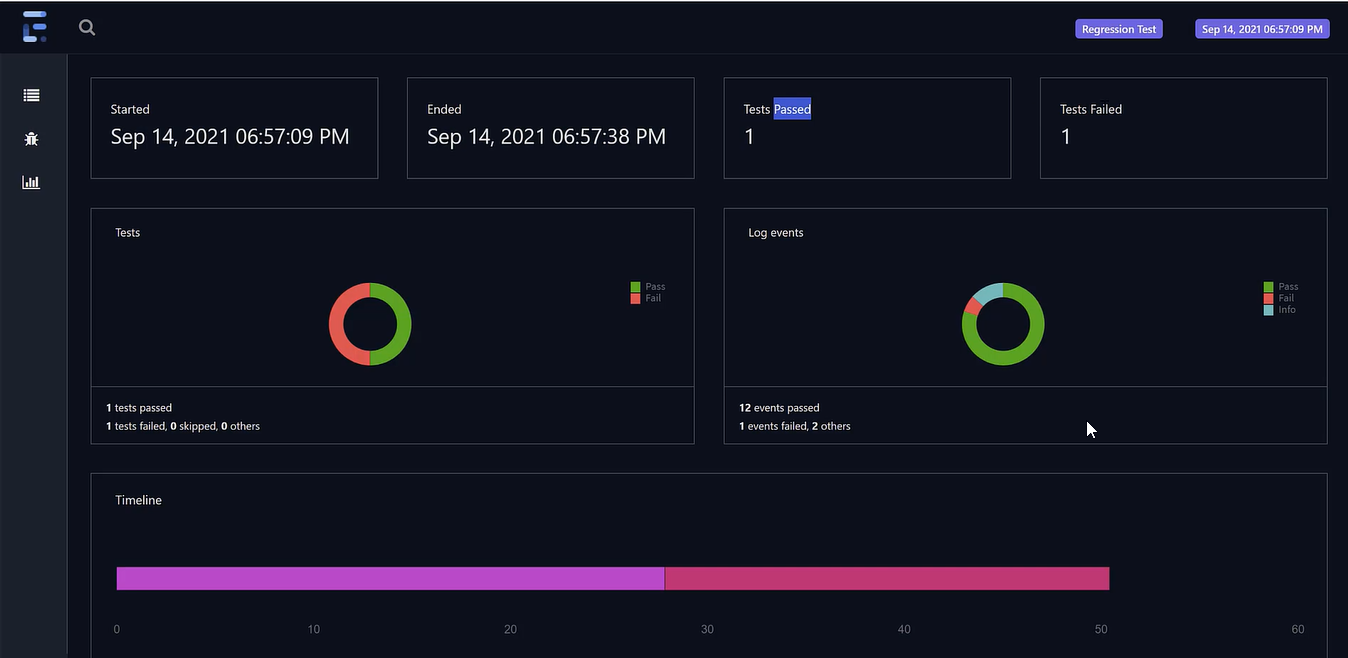 Regression Test
Sep 14, 2021 06:57:09 PM
Started
Sep 14, 2021 06:57:09 PM
Ended
Sep 14, 2021 06:57:38 PM
Tests Passed
1
Tests Failed
1
Tests
Pass
Fail
1 tests passed
1 tests failed, 0 skipped, 0 others
Log events
Pass
Fail
Info
12 events passed
1 events failed, 2 others
Timeline
0 10 20 30 40 50 60